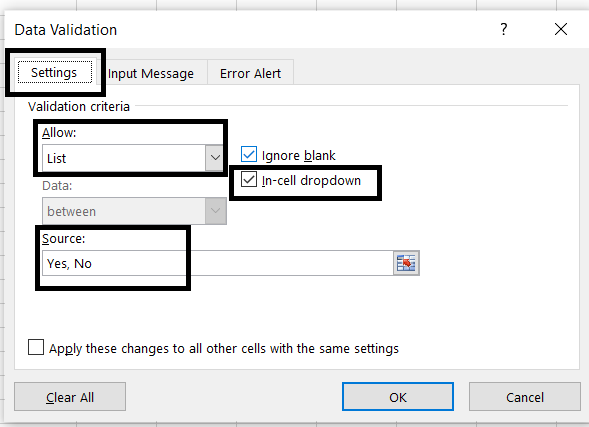 Data Validation ?
Settings Input Message Error Alert
Validation criteria
Allow:
List
Ignore blank
In-cell dropdown
Data:
between
Source:
Yes, No
Apply these changes to all other cells with the same settings
Clear All OK Cancel